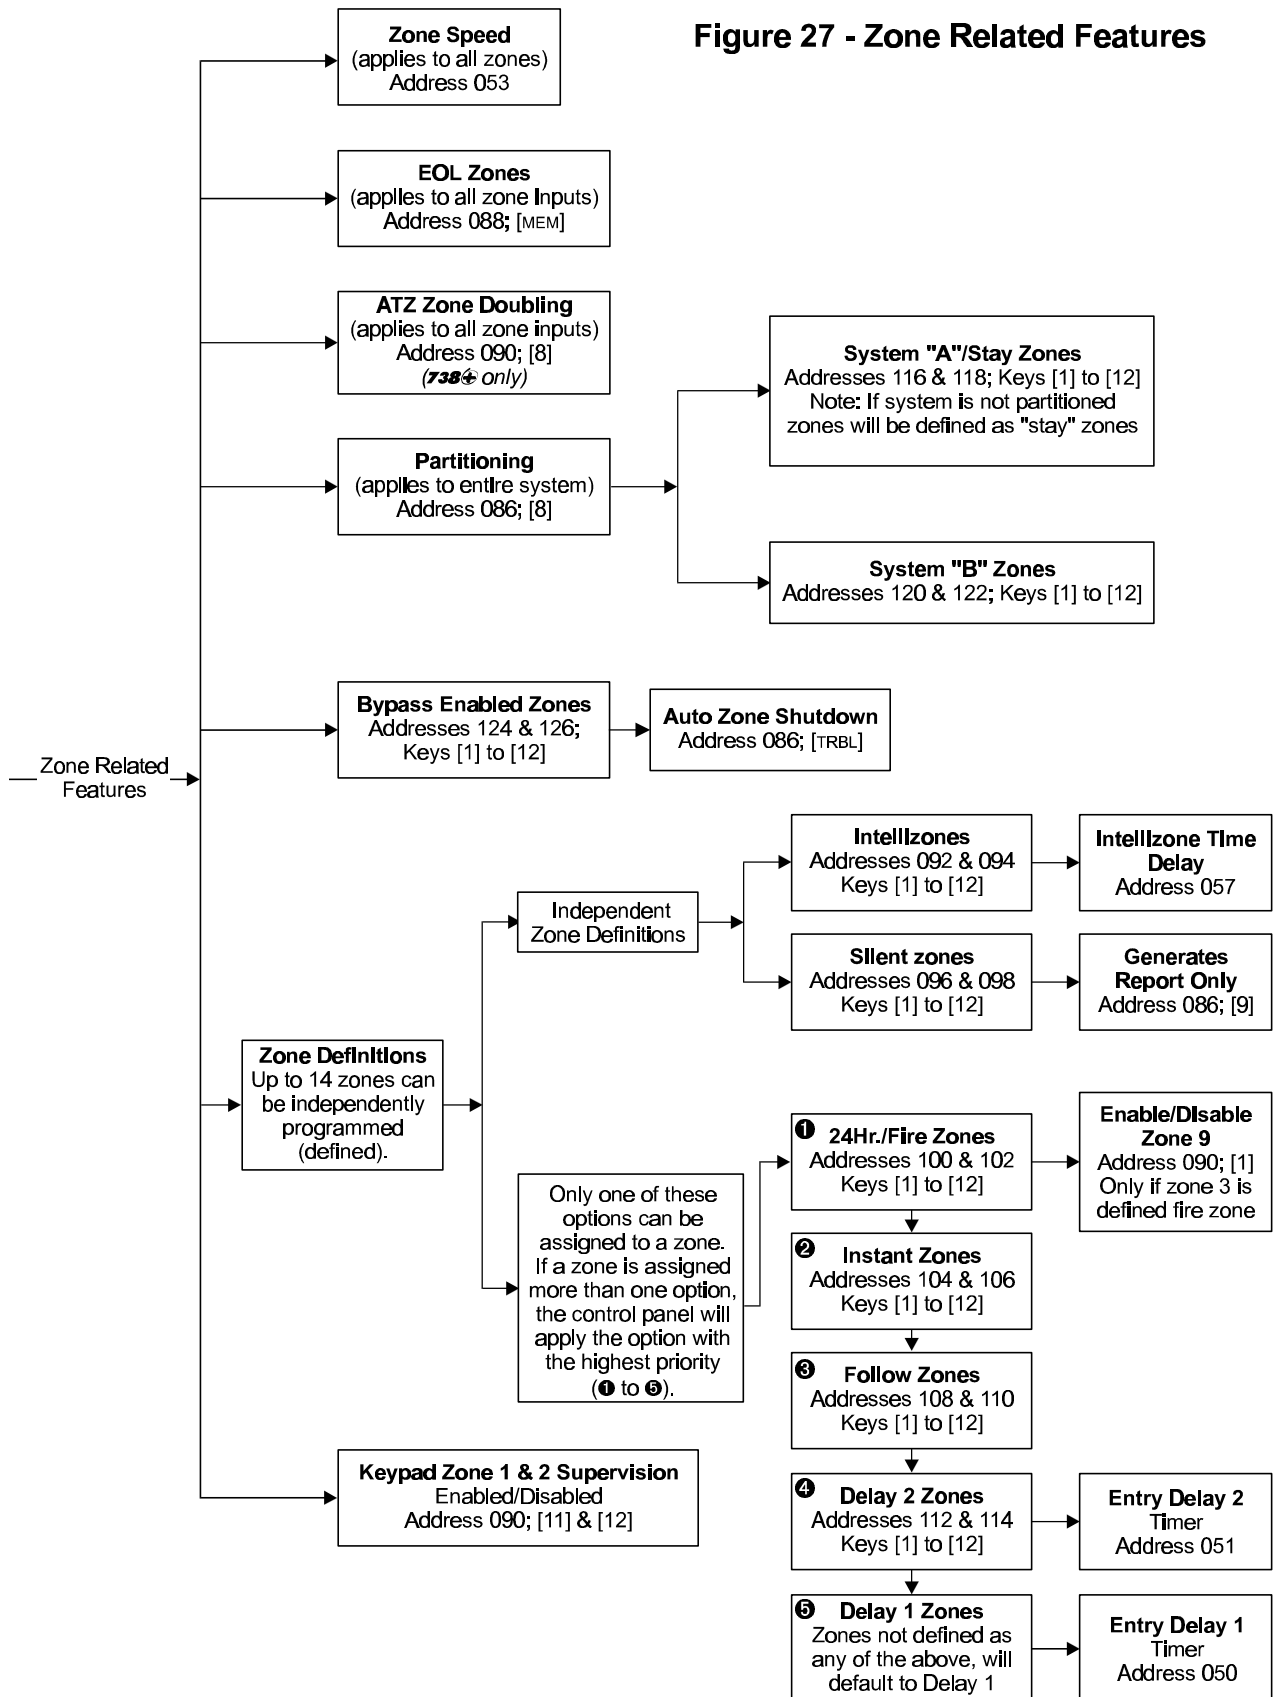 Figure 27 - Zone Related Features
Zone Speed
(applies to all zones)
Address 053
EOL Zones
(applies to all zone inputs)
Address 088; [MEM]
ATZ Zone Doubling
(applies to all zone inputs)
Address 090; [8]
(738+ only)
Partitioning
(applies to entire system)
Address 086; [8]
System "A"/Stay Zones
Addresses 116 & 118; Keys [1] to [12]
Note: If system is not partitioned
zones will be defined as "stay" zones
System "B" Zones
Addresses 120 & 122; Keys [1] to [12]
Bypass Enabled Zones
Addresses 124 & 126;
Keys [1] to [12]
Auto Zone Shutdown
Address 086; [TRBL]
Zone Related
Features
Intellizones
Addresses 092 & 094
Keys [1] to [12]
Intellizone Time
Delay
Address 057
Independent
Zone Definitions
Silent zones
Addresses 096 & 098
Keys [1] to [12]
Generates
Report Only
Address 086; [9]
Zone Definitions
Up to 14 zones can
be independently
programmed
(defined).
Only one of these
options can be
assigned to a zone.
If a zone is assigned
more than one option,
the control panel will
apply the option with
the highest priority
(❶ to ❺).
❶ 24Hr./Fire Zones
Addresses 100 & 102
Keys [1] to [12]
Enable/Disable
Zone 9
Address 090; [1]
Only if zone 3 is
defined fire zone
❷ Instant Zones
Addresses 104 & 106
Keys [1] to [12]
❸ Follow Zones
Addresses 108 & 110
Keys [1] to [12]
❹ Delay 2 Zones
Addresses 112 & 114
Keys [1] to [12]
Entry Delay 2
Timer
Address 051
❺ Delay 1 Zones
Zones not defined as
any of the above, will
default to Delay 1
Entry Delay 1
Timer
Address 050
Keypad Zone 1 & 2 Supervision
Enabled/Disabled
Address 090; [11] & [12]